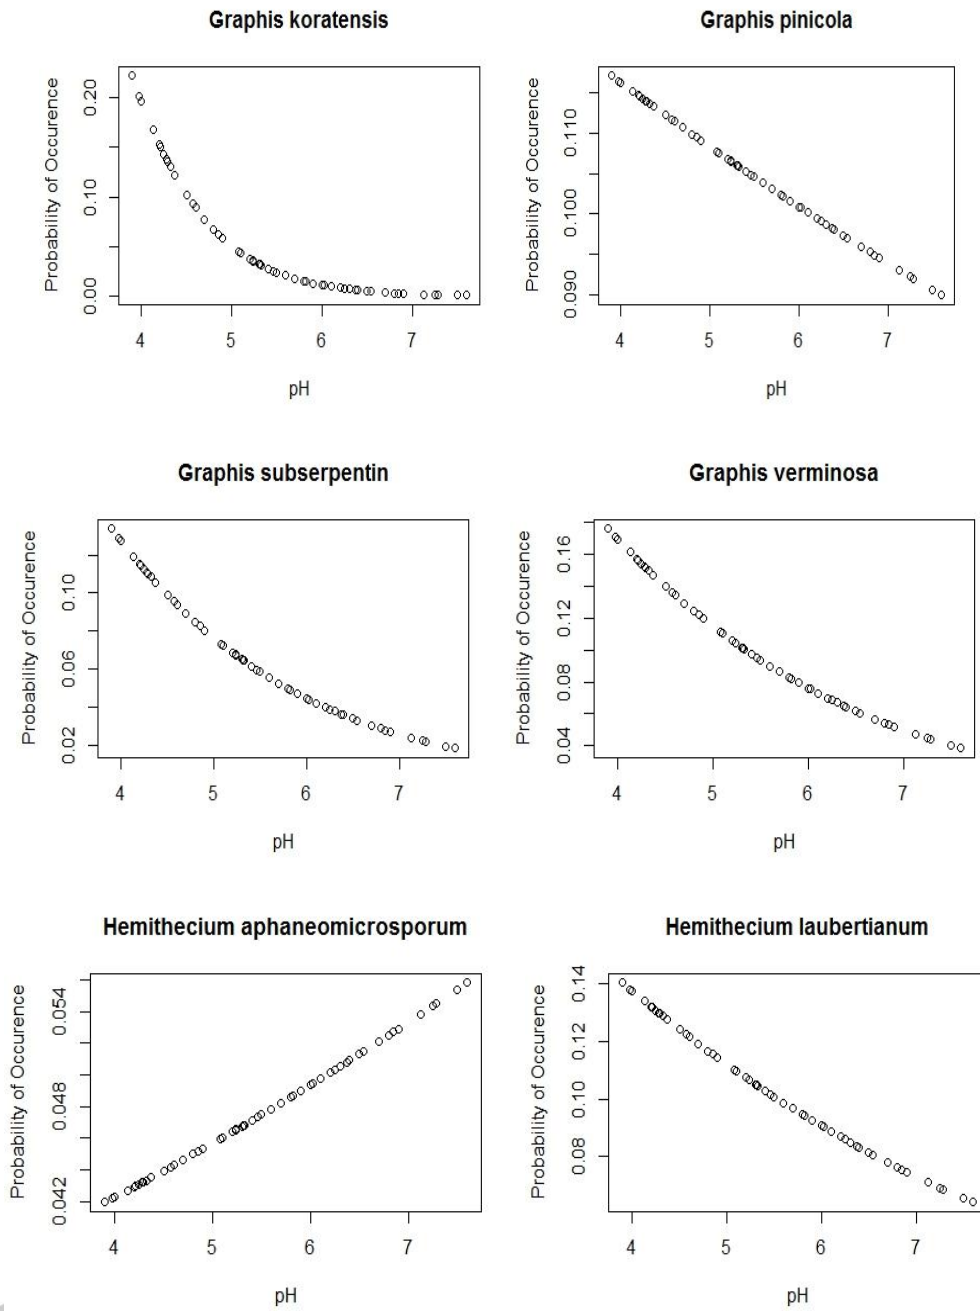 Graphis koratensis
Probability of Occurence
0.00 0.10 0.20
4 5 6 7
pH
Graphis pinicola
Probability of Occurence
0.090 0.100 0.110
4 5 6 7
pH
Graphis subserpentin
Probability of Occurence
0.02 0.06 0.10
4 5 6 7
pH
Graphis verminosa
Probability of Occurence
0.04 0.08 0.12 0.16
4 5 6 7
pH
Hemithecium aphaneomicrosporum
Probability of Occurence
0.042 0.048 0.054
4 5 6 7
pH
Hemithecium laubertianum
Probability of Occurence
0.08 0.10 0.12 0.14
4 5 6 7
pH